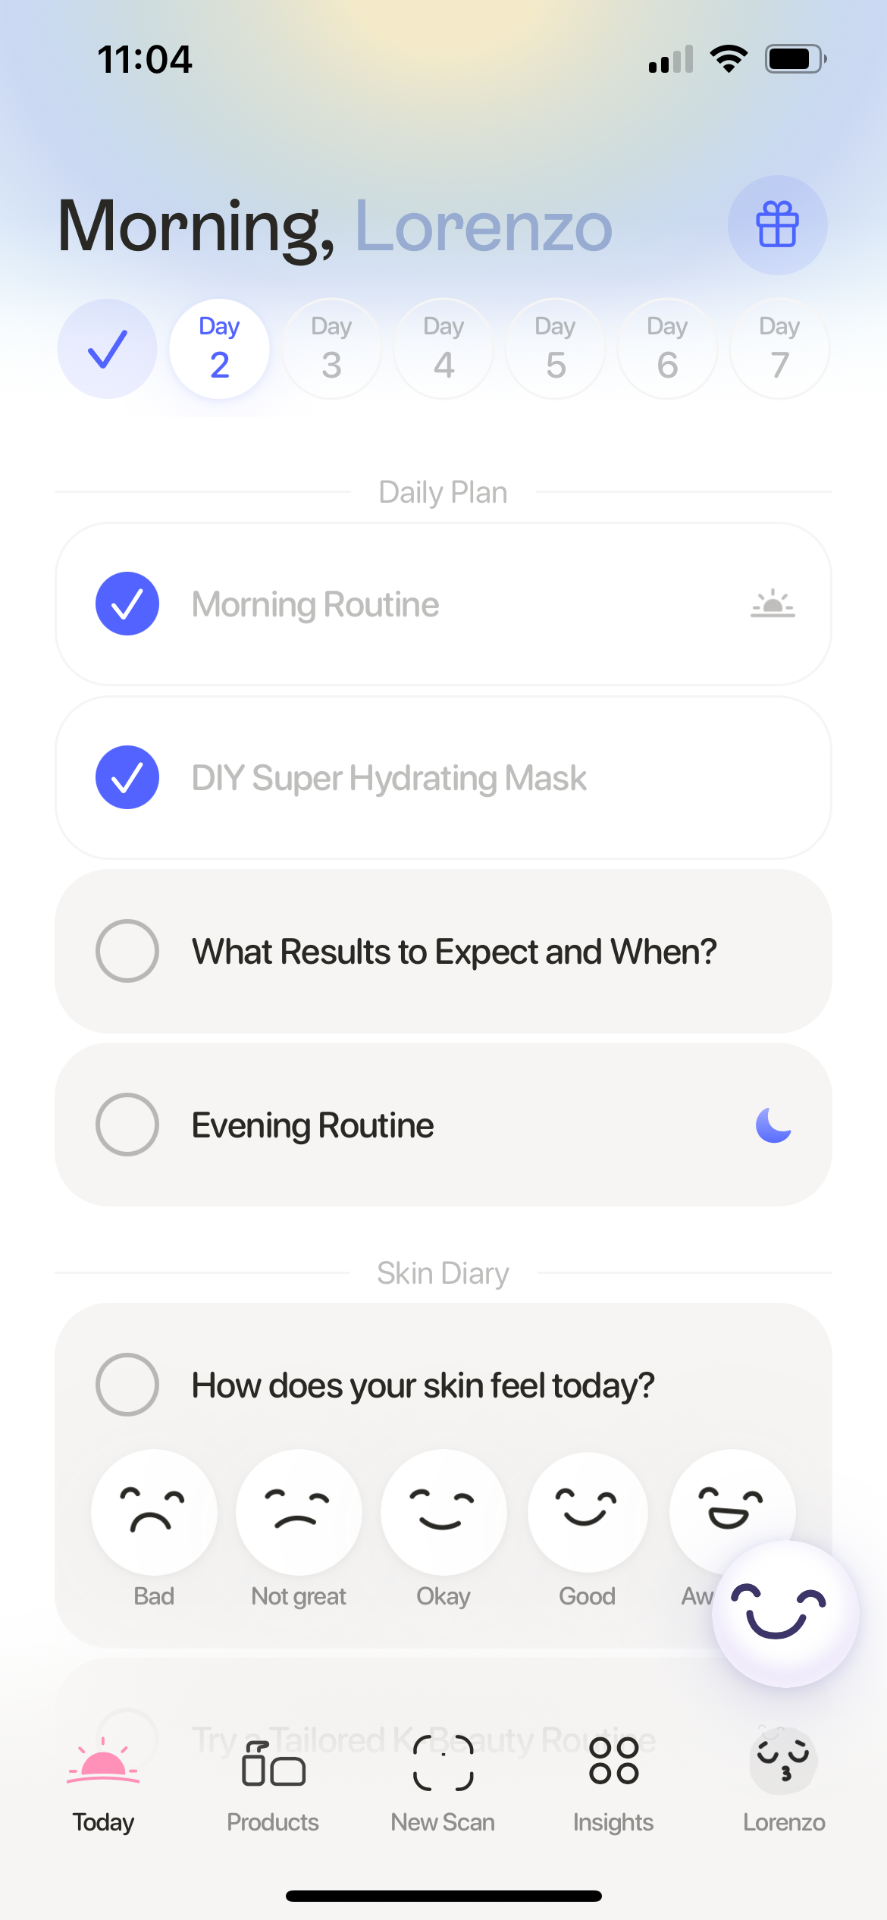 11:04
Morning, Lorenzo
Day
2
Day
3
Day
4
Day
5
Day
6
Day
7
Daily Plan
Morning Routine
DIY Super Hydrating Mask
What Results to Expect and When?
Evening Routine
Skin Diary
How does your skin feel today?
Bad
Not great
Okay
Good
Aw
Try a Tailored K-Beauty Routine
Today
Products
New Scan
Insights
Lorenzo